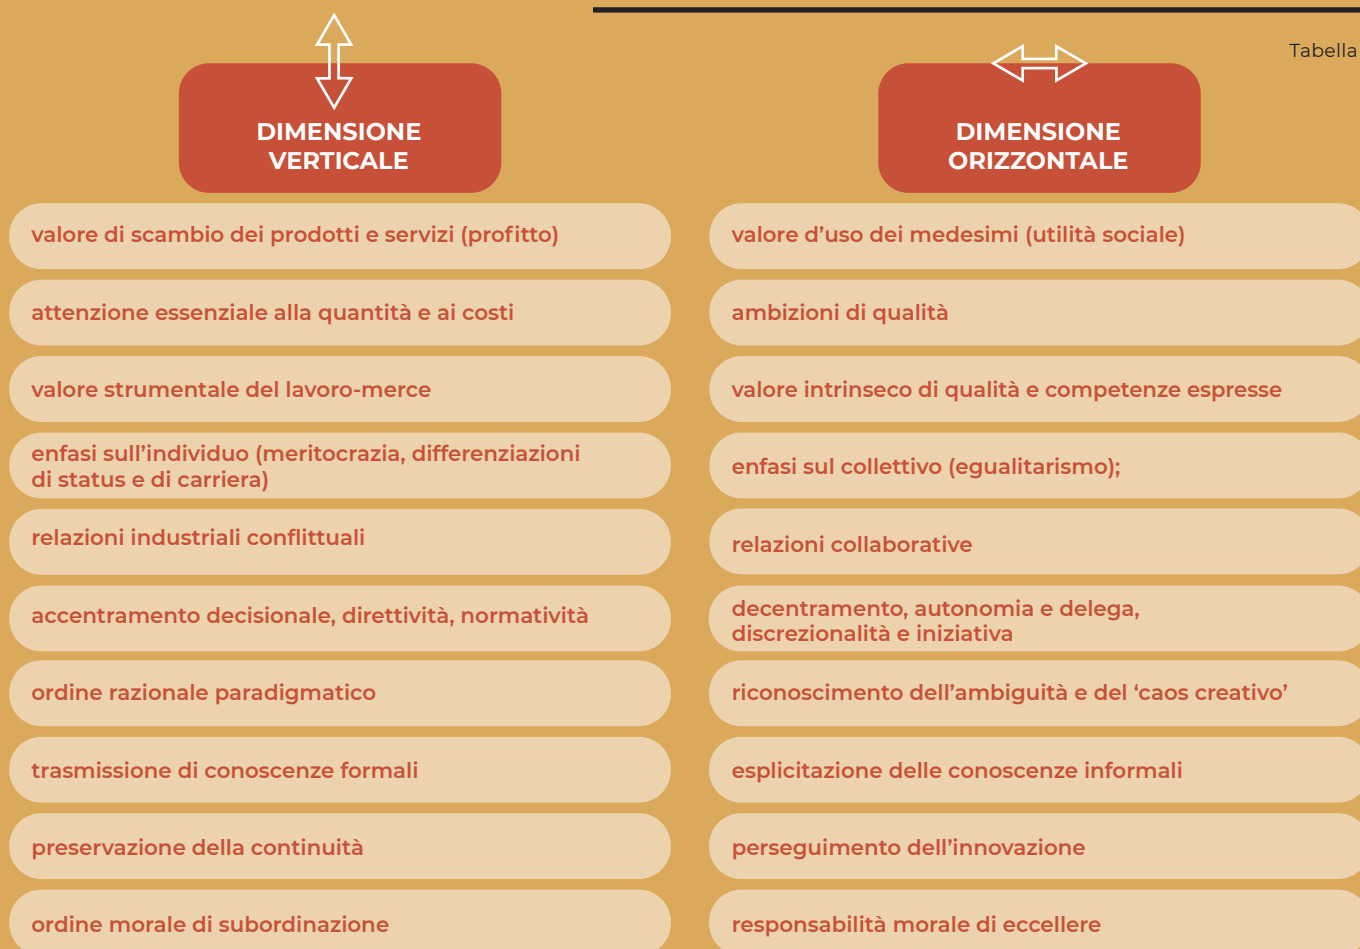 Tabella
DIMENSIONE
VERTICALE
DIMENSIONE
ORIZZONTALE
valore di scambio dei prodotti e servizi (profitto)
valore d’uso dei medesimi (utilità sociale)
attenzione essenziale alla quantità e ai costi
ambizioni di qualità
valore strumentale del lavoro-merce
valore intrinseco di qualità e competenze espresse
enfasi sull’individuo (meritocrazia, differenziazioni
di status e di carriera)
enfasi sul collettivo (egualitarismo);
relazioni industriali conflittuali
relazioni collaborative
accentramento decisionale, direttività, normatività
decentramento, autonomia e delega,
discrezionalità e iniziativa
ordine razionale paradigmatico
riconoscimento dell’ambiguità e del ‘caos creativo’
trasmissione di conoscenze formali
esplicitazione delle conoscenze informali
preservazione della continuità
perseguimento dell’innovazione
ordine morale di subordinazione
responsabilità morale di eccellere